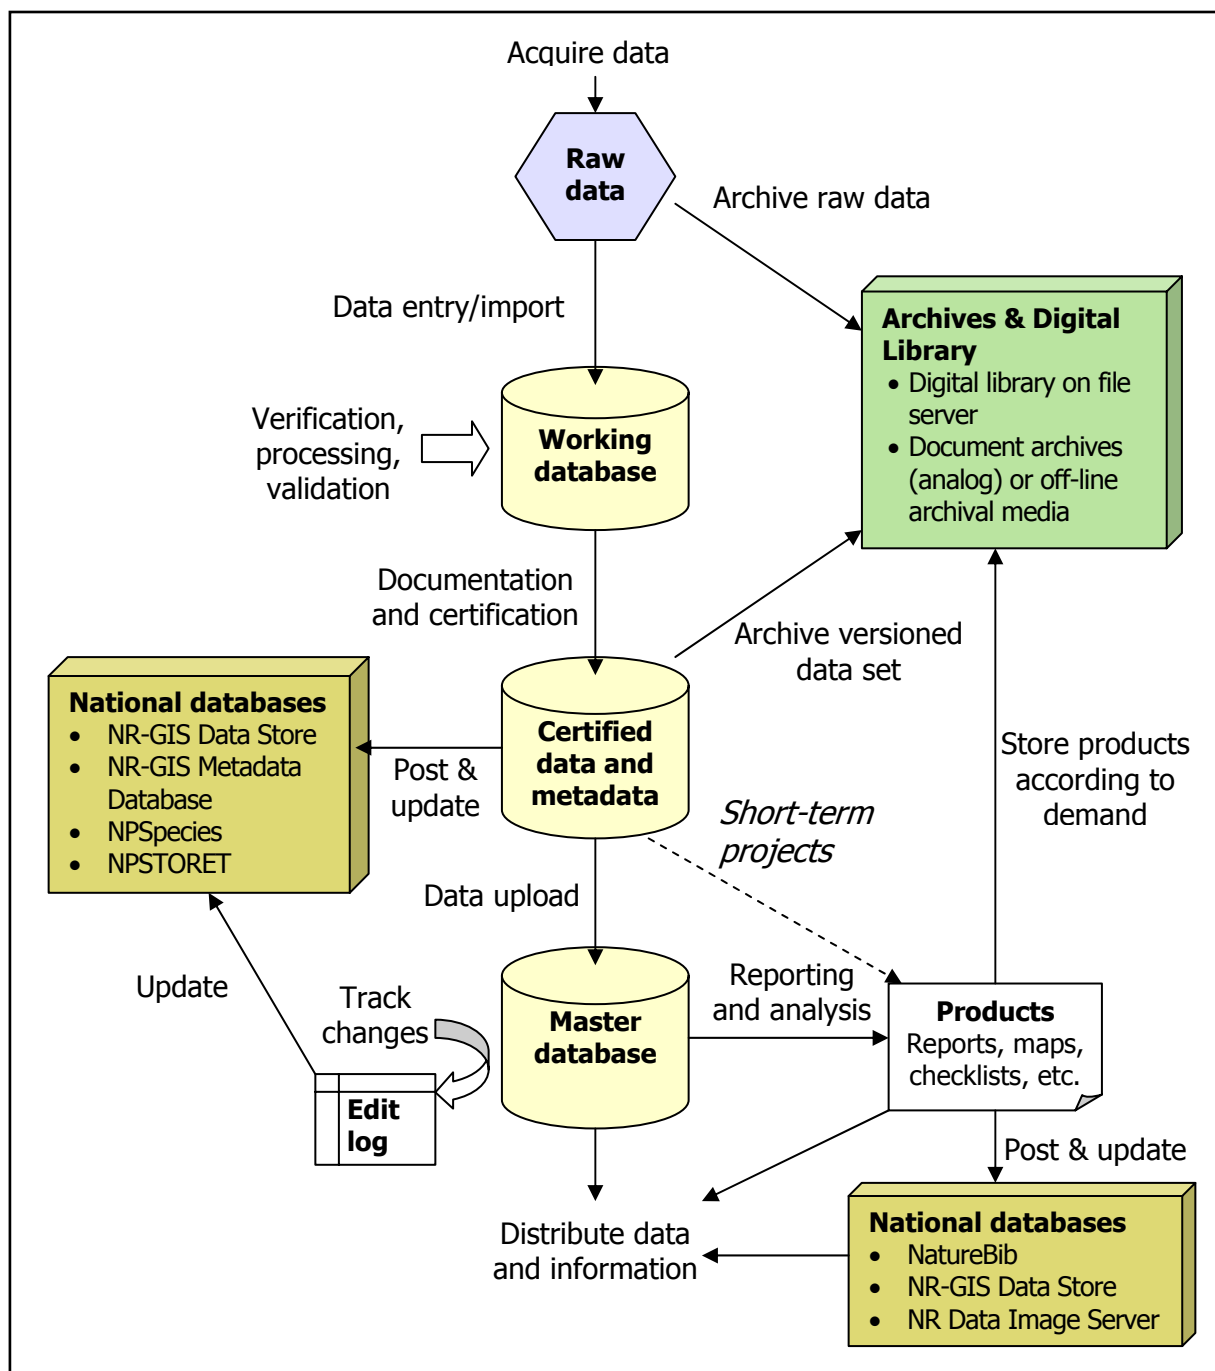 Acquire data
Raw
data
Archive raw data
Data entry/import
Archives & Digital
Library
• Digital library on file
server
• Document archives
(analog) or off-line
archival media
Verification,
processing,
validation
Working
database
Documentation
and certification
Archive versioned
data set
National databases
• NR-GIS Data Store
• NR-GIS Metadata
Database
• NPSpecies
• NPSTORET
Post &
update
Certified
data and
metadata
Store products
according to
demand
Short-term
projects
Data upload
Update
Track
changes
Master
database
Reporting
and analysis
Products
Reports, maps,
checklists, etc.
Edit
log
Post & update
Distribute data
and information
National databases
• NatureBib
• NR-GIS Data Store
• NR Data Image Server